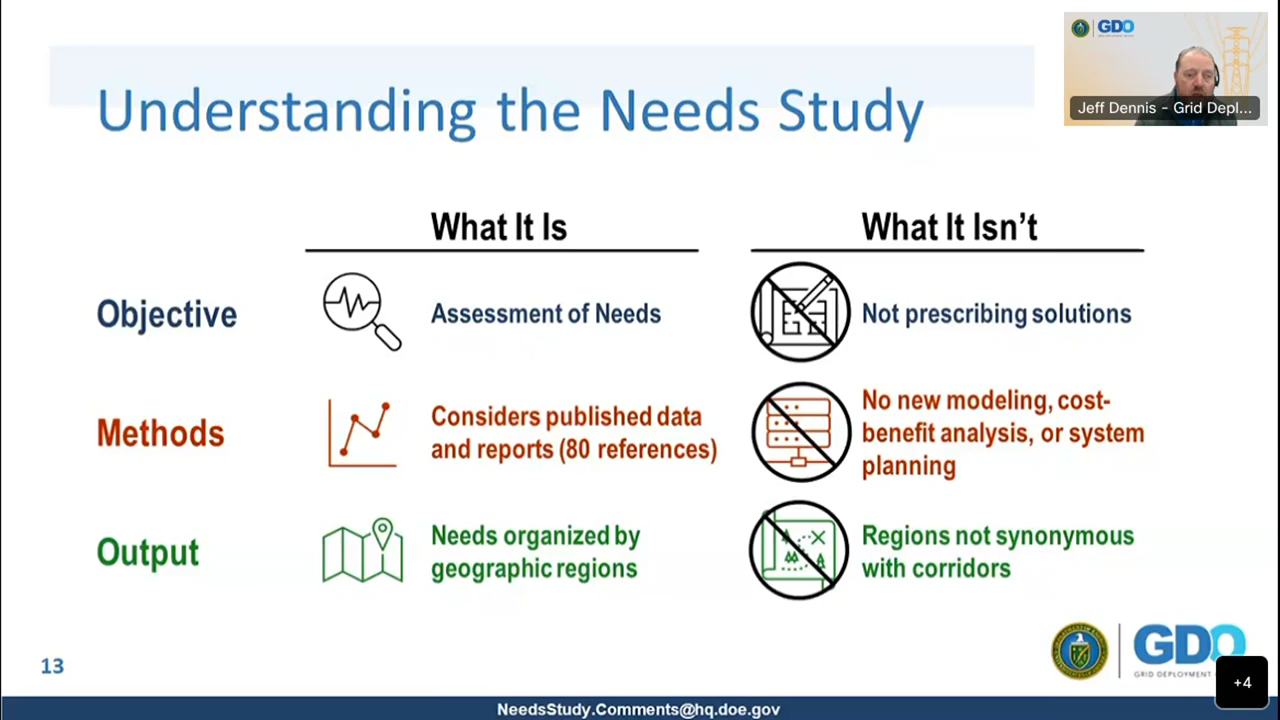 GDO
Jeff Dennis - Grid Depl...
Understanding the Needs Study
What It Is
What It Isn't
Objective
Assessment of Needs
Not prescribing solutions
Methods
Considers published data
and reports (80 references)
No new modeling, cost-
benefit analysis, or system
planning
Output
Needs organized by
geographic regions
Regions not synonymous
with corridors
13
GDO
GRID DEPLOYMENT
+4
NeedsStudy.Comments@hq.doe.gov